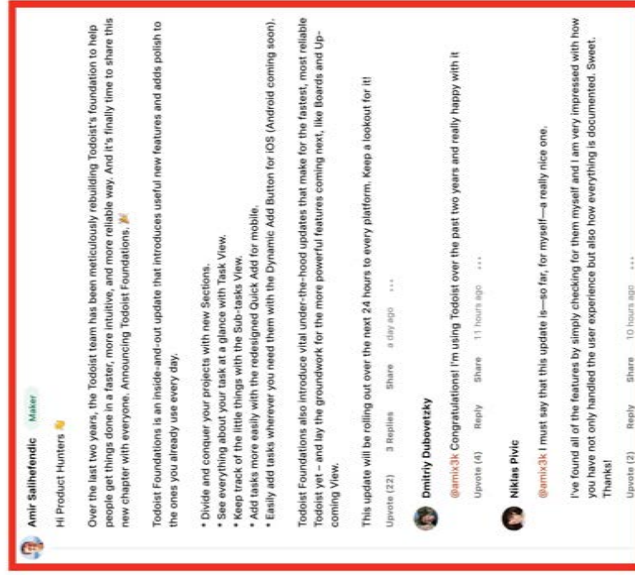 Amir Salihefendic Maker
Hi Product Hunters 👋
Over the last two years, the Todoist team has been meticulously rebuilding Todoist's foundation to help
people get things done in a faster, more intuitive, and more reliable way. And it's finally time to share this
new chapter with everyone. Announcing Todoist Foundations. 🎉
Todoist Foundations is an inside-and-out update that introduces useful new features and adds polish to
the ones you already use every day.
* Divide and conquer your projects with new Sections.
* See everything about your task at a glance with Task View.
* Keep track of the little things with the Sub-tasks View.
* Add tasks more easily with the redesigned Quick Add for mobile.
* Easily add tasks wherever you need them with the Dynamic Add Button for iOS (Android coming soon).
Todoist Foundations also introduce vital under-the-hood updates that make for the fastest, most reliable
Todoist yet – and lay the groundwork for the more powerful features coming next, like Boards and Up-
coming View.
This update will be rolling out over the next 24 hours to every platform. Keep a lookout for it!
Upvote (22) 3 Replies Share a day ago •••
Dmitriy Dubovetzky
@amix3k Congratulations! I'm using Todoist over the past two years and really happy with it
Upvote (4) Reply Share 11 hours ago •••
Niklas Pivic
@amix3k I must say that this update is—so far, for myself—a really nice one.
I've found all of the features by simply checking for them myself and I am very impressed with how
you have not only handled the user experience but also how everything is documented. Sweet.
Thanks!
Upvote (2) Reply Share 10 hours ago •••